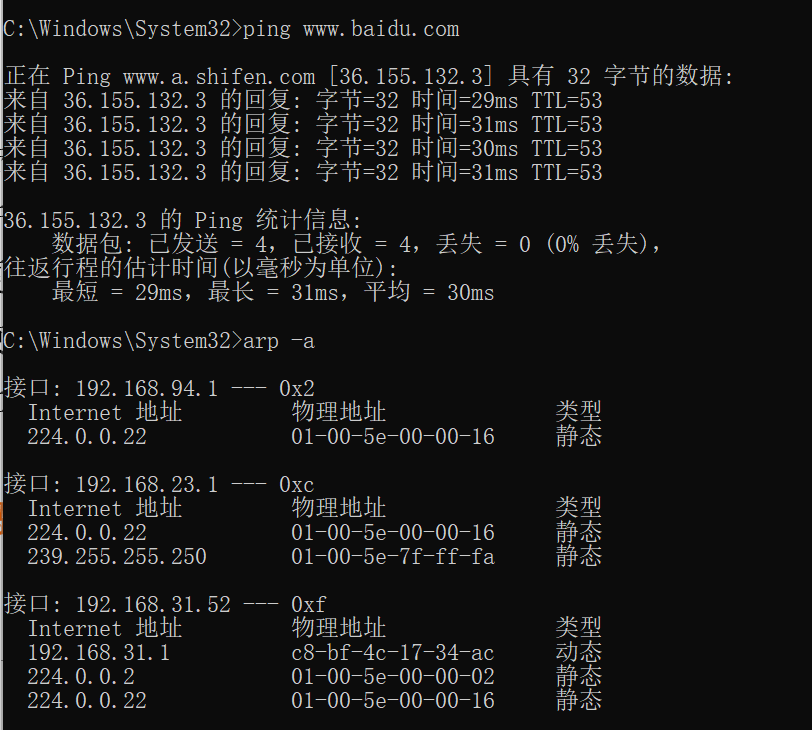 C:\Windows\System32>ping www.baidu.com
正在 Ping www.a.shifen.com [36.155.132.3] 具有 32 字节的数据:
来自 36.155.132.3 的回复: 字节=32 时间=29ms TTL=53
来自 36.155.132.3 的回复: 字节=32 时间=31ms TTL=53
来自 36.155.132.3 的回复: 字节=32 时间=30ms TTL=53
来自 36.155.132.3 的回复: 字节=32 时间=31ms TTL=53
36.155.132.3 的 Ping 统计信息:
数据包: 已发送 = 4，已接收 = 4，丢失 = 0 (0% 丢失)，
往返行程的估计时间(以毫秒为单位):
最短 = 29ms，最长 = 31ms，平均 = 30ms
C:\Windows\System32>arp -a
接口: 192.168.94.1 --- 0x2
Internet 地址 物理地址 类型
224.0.0.22 01-00-5e-00-00-16 静态
接口: 192.168.23.1 --- 0xc
Internet 地址 物理地址 类型
224.0.0.22 01-00-5e-00-00-16 静态
239.255.255.250 01-00-5e-7f-ff-fa 静态
接口: 192.168.31.52 --- 0xf
Internet 地址 物理地址 类型
192.168.31.1 c8-bf-4c-17-34-ac 动态
224.0.0.2 01-00-5e-00-00-02 静态
224.0.0.22 01-00-5e-00-00-16 静态